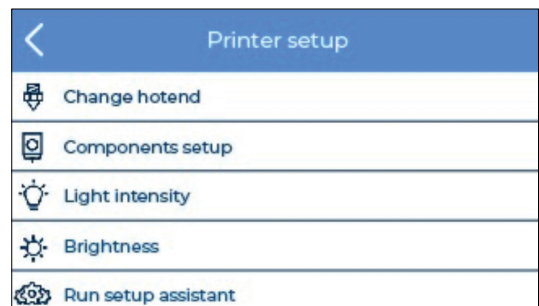 Printer setup
Change hotend
Components setup
Light intensity
Brightness
Run setup assistant